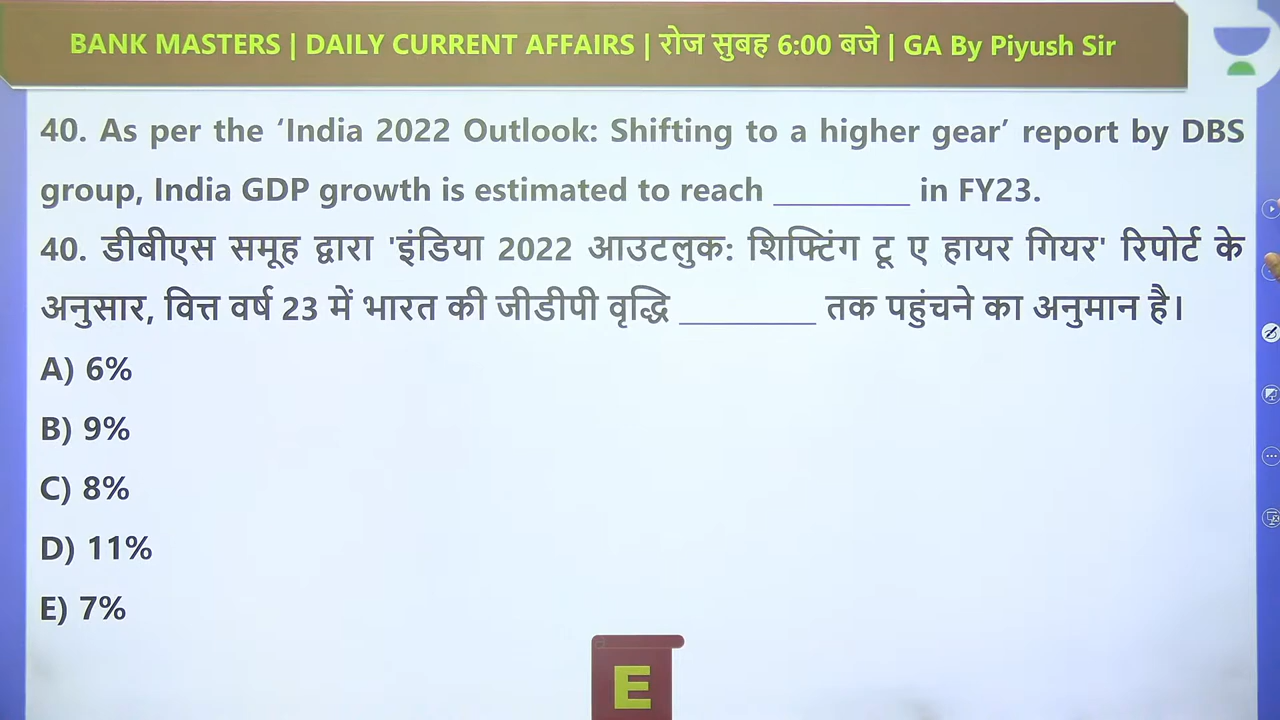 BANK MASTERS | DAILY CURRENT AFFAIRS | रोज सुबह 6:00 बजे | GA By Piyush Sir
40. As per the ‘India 2022 Outlook: Shifting to a higher gear’ report by DBS
group, India GDP growth is estimated to reach __________ in FY23.
40. डीबीएस समूह द्वारा 'इंडिया 2022 आउटलुक: शिफ्टिंग टू ए हायर गियर' रिपोर्ट के
अनुसार, वित्त वर्ष 23 में भारत की जीडीपी वृद्धि __________ तक पहुंचने का अनुमान है।
A) 6%
B) 9%
C) 8%
D) 11%
E) 7%
E